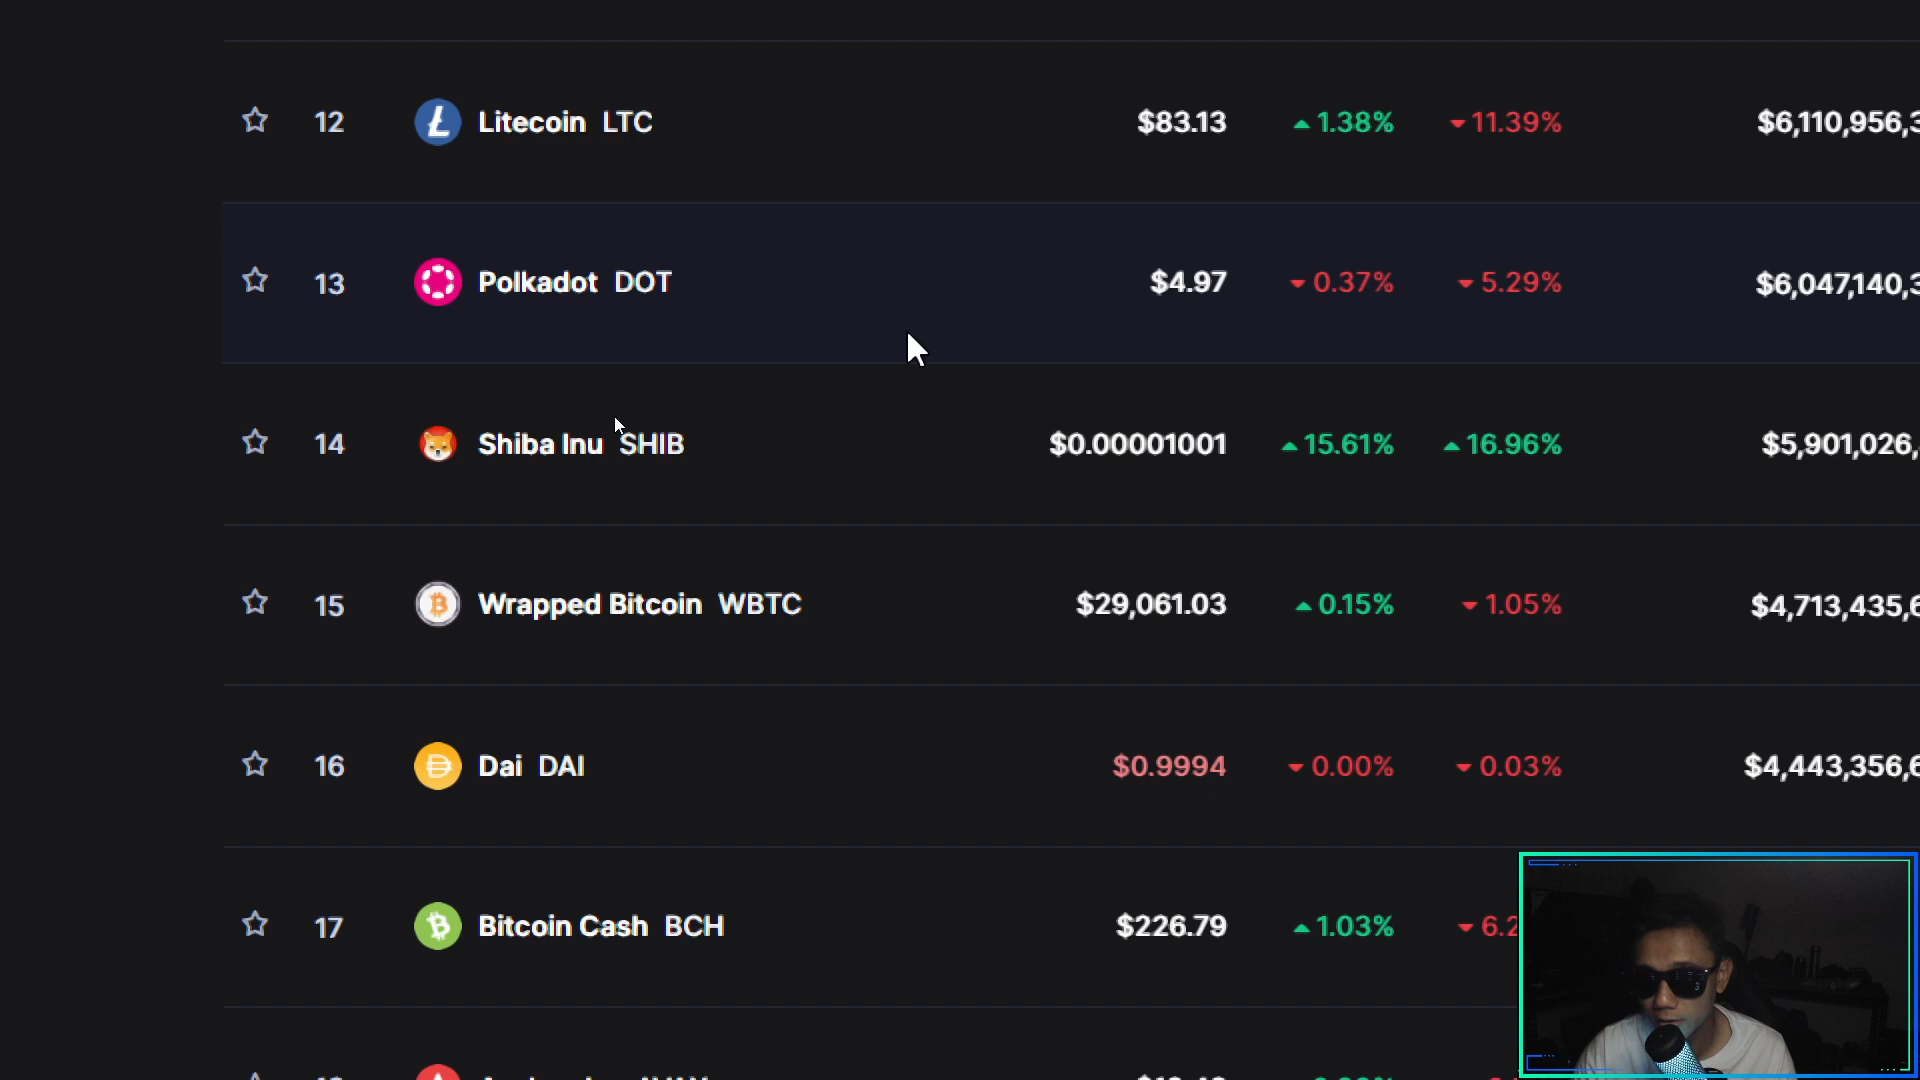 12 Litecoin LTC $83.13 1.38% 11.39% $6,110,956,3
13 Polkadot DOT $4.97 0.37% 5.29% $6,047,140,3
14 Shiba Inu SHIB $0.00001001 15.61% 16.96% $5,901,026,
15 Wrapped Bitcoin WBTC $29,061.03 0.15% 1.05% $4,713,435,6
16 Dai DAI $0.9994 0.00% 0.03% $4,443,356,6
17 Bitcoin Cash BCH $226.79 1.03% 6.2